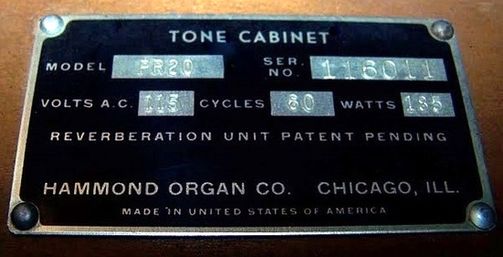 TONE CABINET
MODEL PR20 SER. NO. 116011
VOLTS A.C. 115 CYCLES 60 WATTS 185
REVERBERATION UNIT PATENT PENDING
HAMMOND ORGAN CO. CHICAGO, ILL.
MADE IN UNITED STATES OF AMERICA